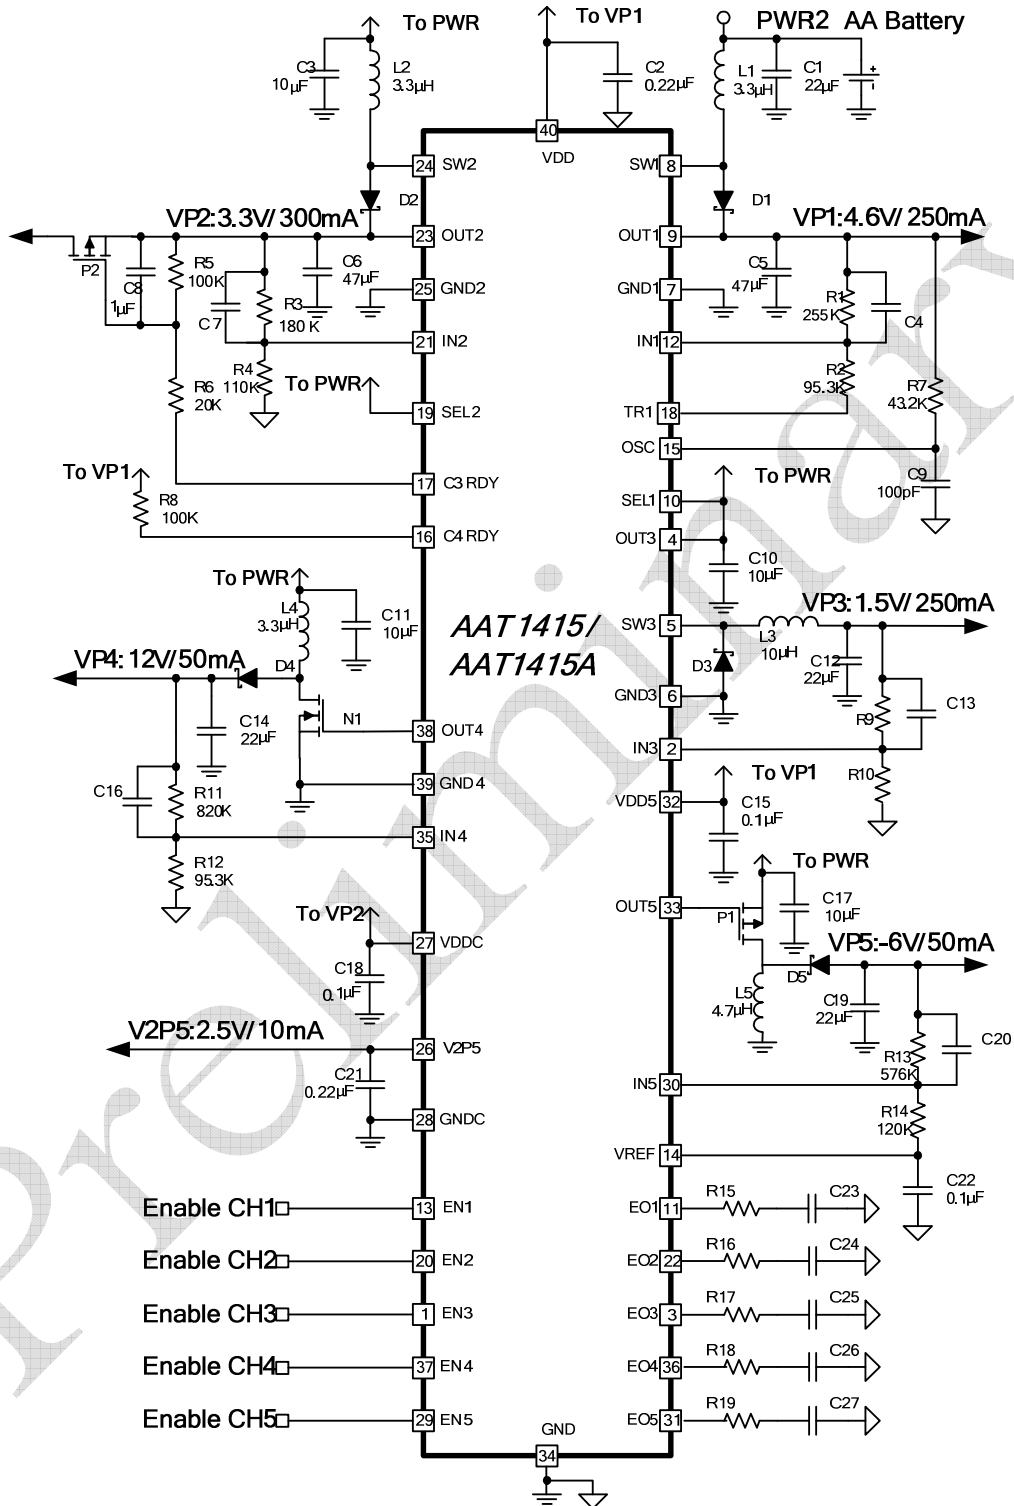 To PWR
To VP1
PWR2 AA Battery
C3
10µF
L2
3.3µH
C2
0.22µF
L1
3.3µH
C1
22µF
+
-
40
VDD
24 SW2
SW1 8
D2
D1
VP2:3.3V/300mA
VP1:4.6V/250mA
23 OUT2
OUT1 9
P2
C8
1µF
R5
100K
C7
R3
180K
C6
47µF
25 GND2
GND1 7
C5
47µF
R1
255K
C4
21 IN2
IN1 12
R4
110K
To PWR
R2
95.3K
R7
43.2K
R6
20K
19 SEL2
TR1 18
OSC 15
To VP1
R8
100K
17 C3RDY
To PWR
C9
100pF
SEL1 10
16 C4RDY
OUT3 4
C10
10µF
To PWR
L4
3.3µH
C11
10µF
AAT1415/
AAT1415A
VP3:1.5V/250mA
SW3 5
L3
10µH
VP4:12V/50mA
D4
D3
C12
22µF
C13
GND3 6
R9
C14
22µF
N1
38 OUT4
IN3 2
R10
To VP1
39 GND4
VDD5 32
C15
0.1µF
C16
R11
820K
35 IN4
R12
95.3K
To PWR
OUT5 33
P1
C17
10µF
To VP2
27 VDDC
VP5:-6V/50mA
D5
C18
0.1µF
L5
4.7µH
C19
22µF
C20
V2P5:2.5V/10mA
26 V2P5
R13
576K
C21
0.22µF
IN5 30
28 GNDC
R14
120K
VREF 14
C22
0.1µF
Enable CH1 13 EN1
EO1 11 R15 C23
Enable CH2 20 EN2
EO2 22 R16 C24
Enable CH3 1 EN3
EO3 3 R17 C25
Enable CH4 37 EN4
EO4 36 R18 C26
Enable CH5 29 EN5
EO5 31 R19 C27
GND
34
Preliminary